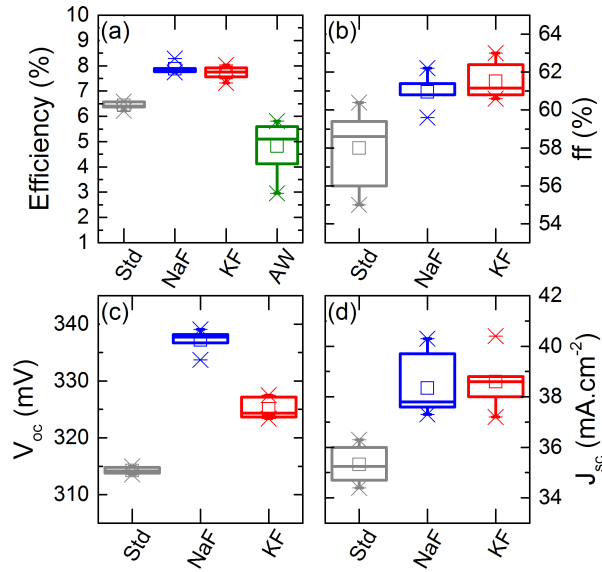 (a)
Efficiency (%)
10
9
8
7
6
5
4
3
2
1
Std
NaF
KF
AW
(b)
ff (%)
64
62
60
58
56
54
Std
NaF
KF
(c)
V_oc (mV)
340
330
320
310
Std
NaF
KF
(d)
J_sc (mA.cm⁻²)
42
40
38
36
34
Std
NaF
KF